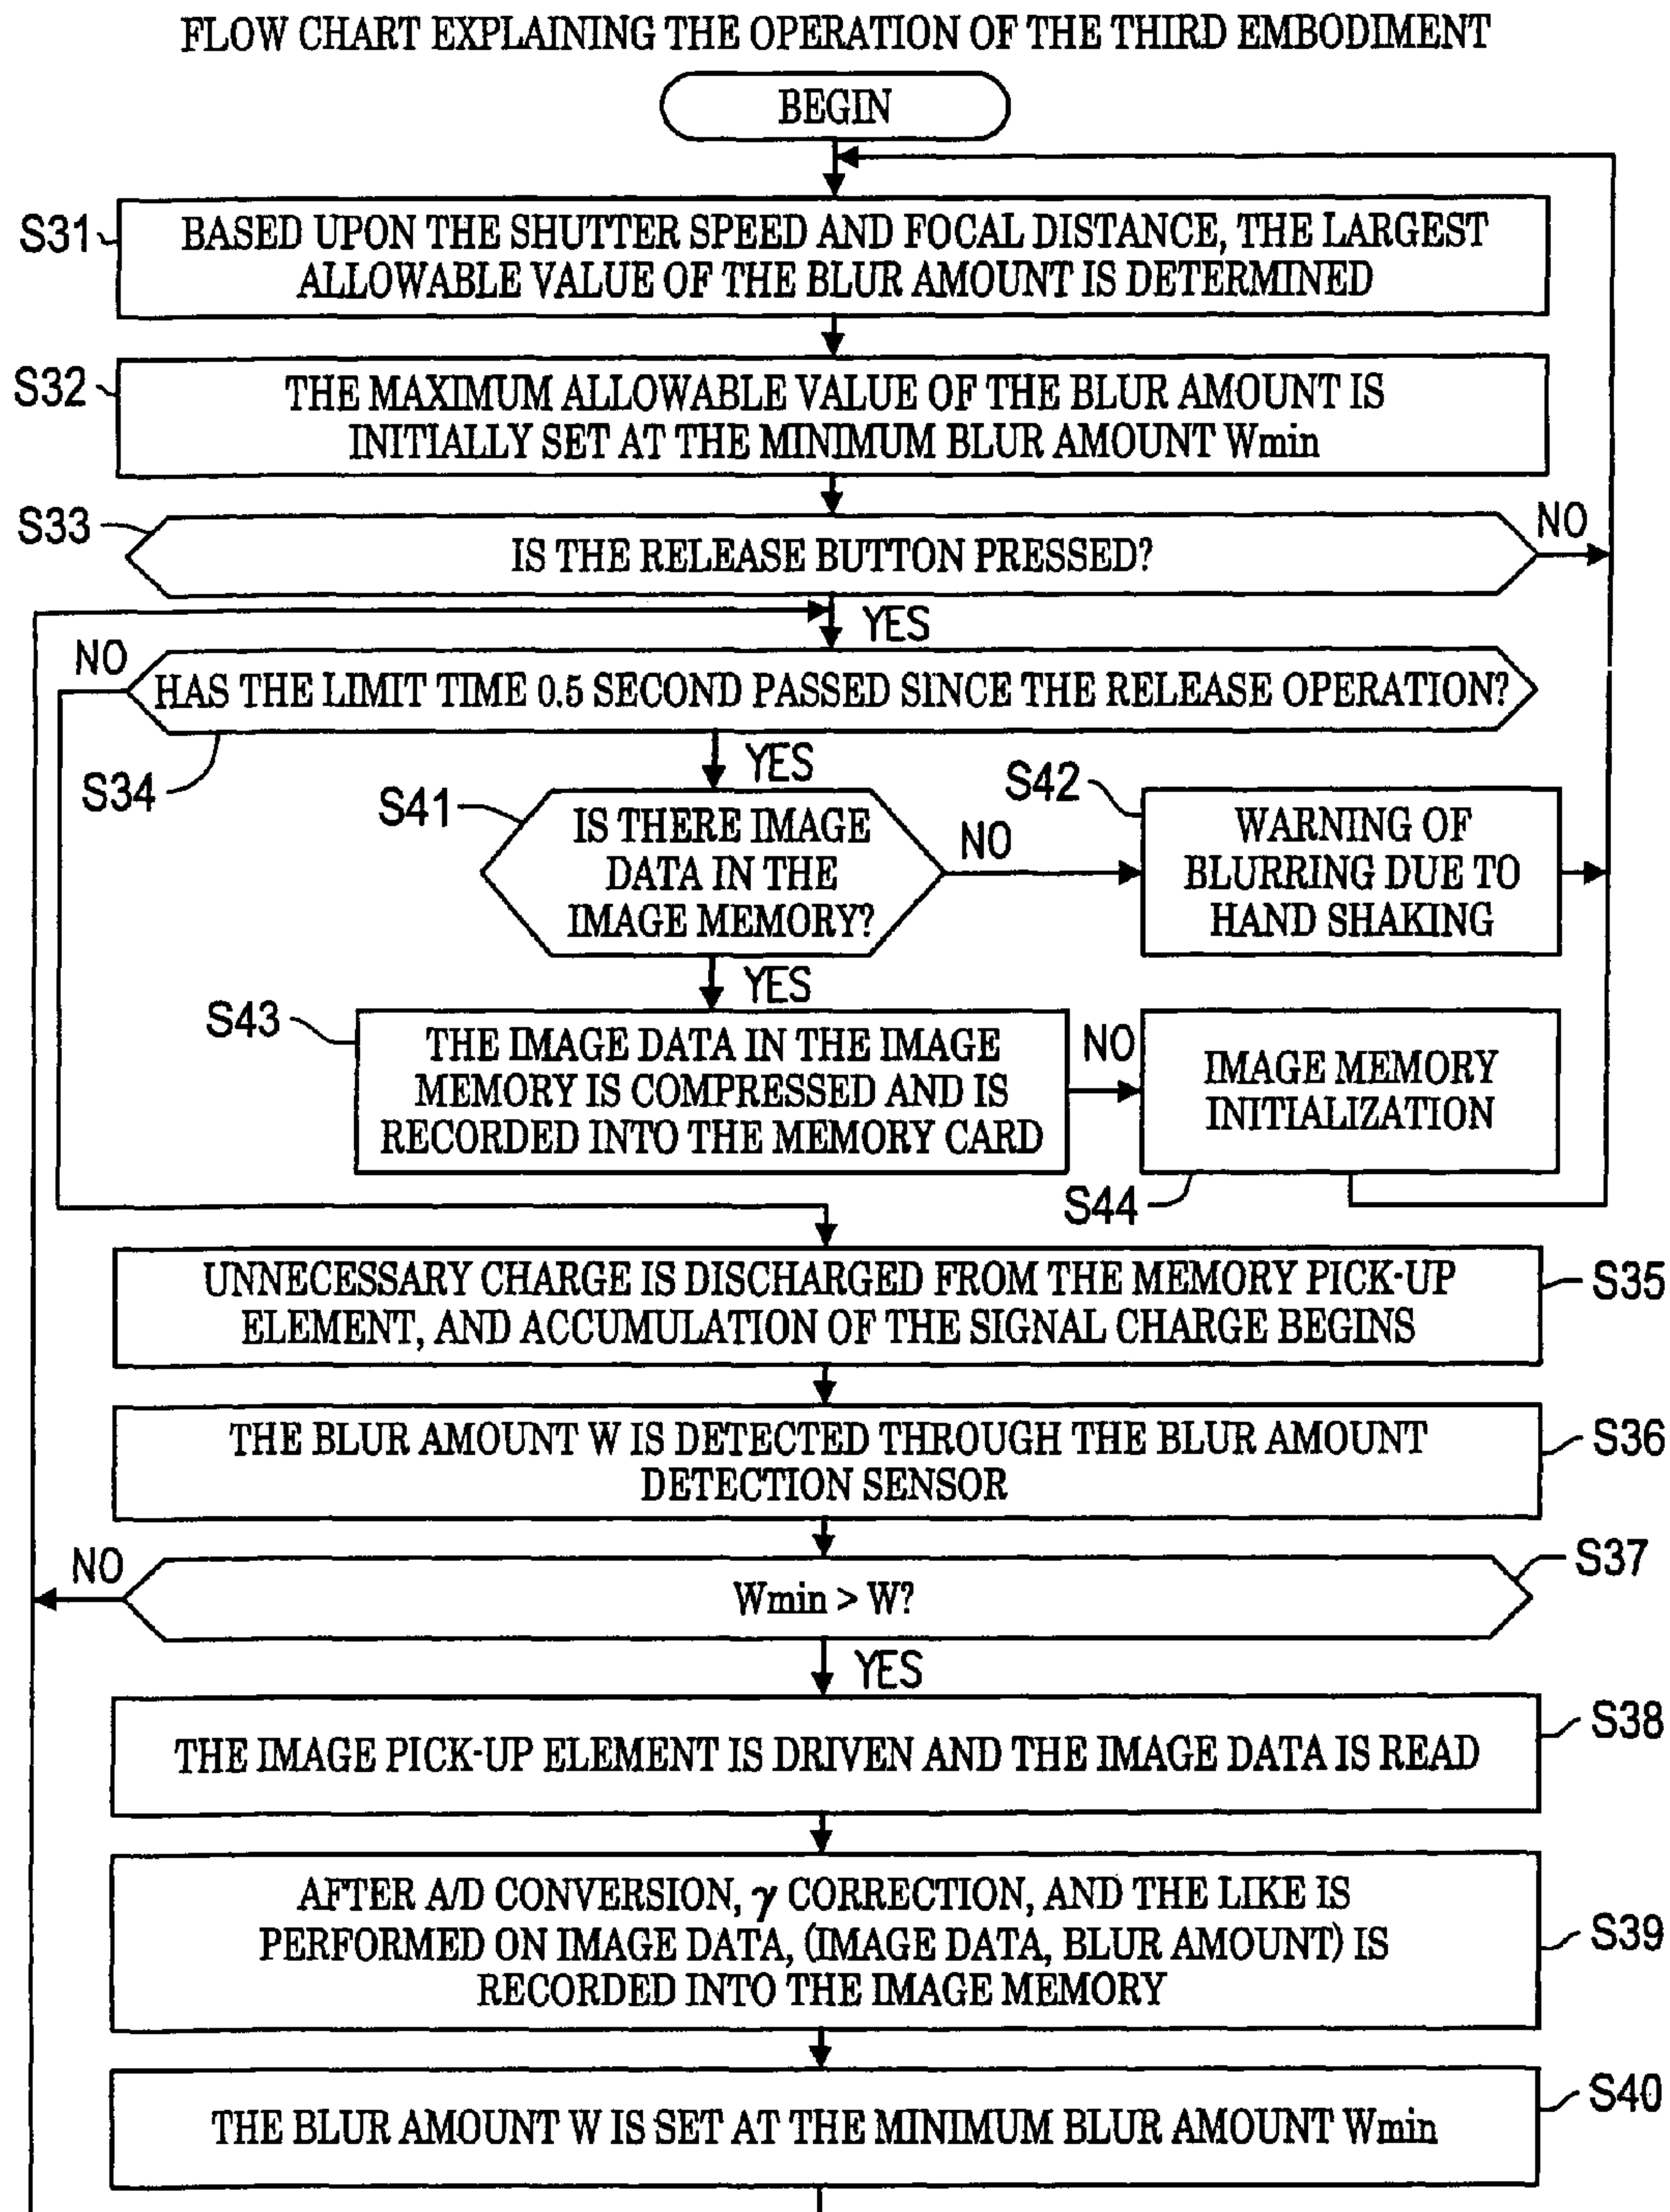 FLOW CHART EXPLAINING THE OPERATION OF THE THIRD EMBODIMENT
BEGIN
S31
BASED UPON THE SHUTTER SPEED AND FOCAL DISTANCE, THE LARGEST
ALLOWABLE VALUE OF THE BLUR AMOUNT IS DETERMINED
S32
THE MAXIMUM ALLOWABLE VALUE OF THE BLUR AMOUNT IS
INITIALLY SET AT THE MINIMUM BLUR AMOUNT Wmin
S33
IS THE RELEASE BUTTON PRESSED?
NO
YES
NO
HAS THE LIMIT TIME 0.5 SECOND PASSED SINCE THE RELEASE OPERATION?
S34
YES
S41
IS THERE IMAGE
DATA IN THE
IMAGE MEMORY?
NO
S42
WARNING OF
BLURRING DUE TO
HAND SHAKING
YES
S43
THE IMAGE DATA IN THE IMAGE
MEMORY IS COMPRESSED AND IS
RECORDED INTO THE MEMORY CARD
NO
IMAGE MEMORY
INITIALIZATION
S44
UNNECESSARY CHARGE IS DISCHARGED FROM THE MEMORY PICK-UP
ELEMENT, AND ACCUMULATION OF THE SIGNAL CHARGE BEGINS
S35
THE BLUR AMOUNT W IS DETECTED THROUGH THE BLUR AMOUNT
DETECTION SENSOR
S36
NO
Wmin > W?
S37
YES
THE IMAGE PICK-UP ELEMENT IS DRIVEN AND THE IMAGE DATA IS READ
S38
AFTER A/D CONVERSION, γ CORRECTION, AND THE LIKE IS
PERFORMED ON IMAGE DATA, (IMAGE DATA, BLUR AMOUNT) IS
RECORDED INTO THE IMAGE MEMORY
S39
THE BLUR AMOUNT W IS SET AT THE MINIMUM BLUR AMOUNT Wmin
S40